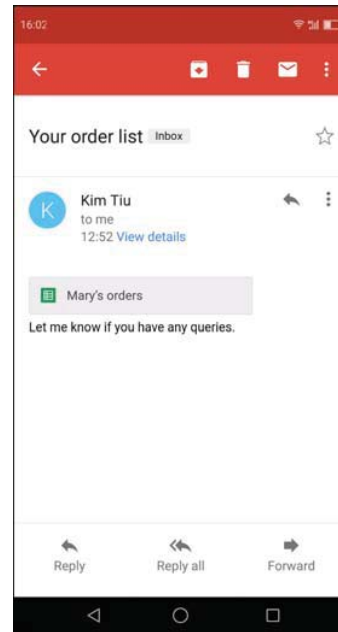 16:02
Your order list Inbox
K
Kim Tiu
to me
12:52 View details
Mary's orders
Let me know if you have any queries.
Reply Reply all Forward